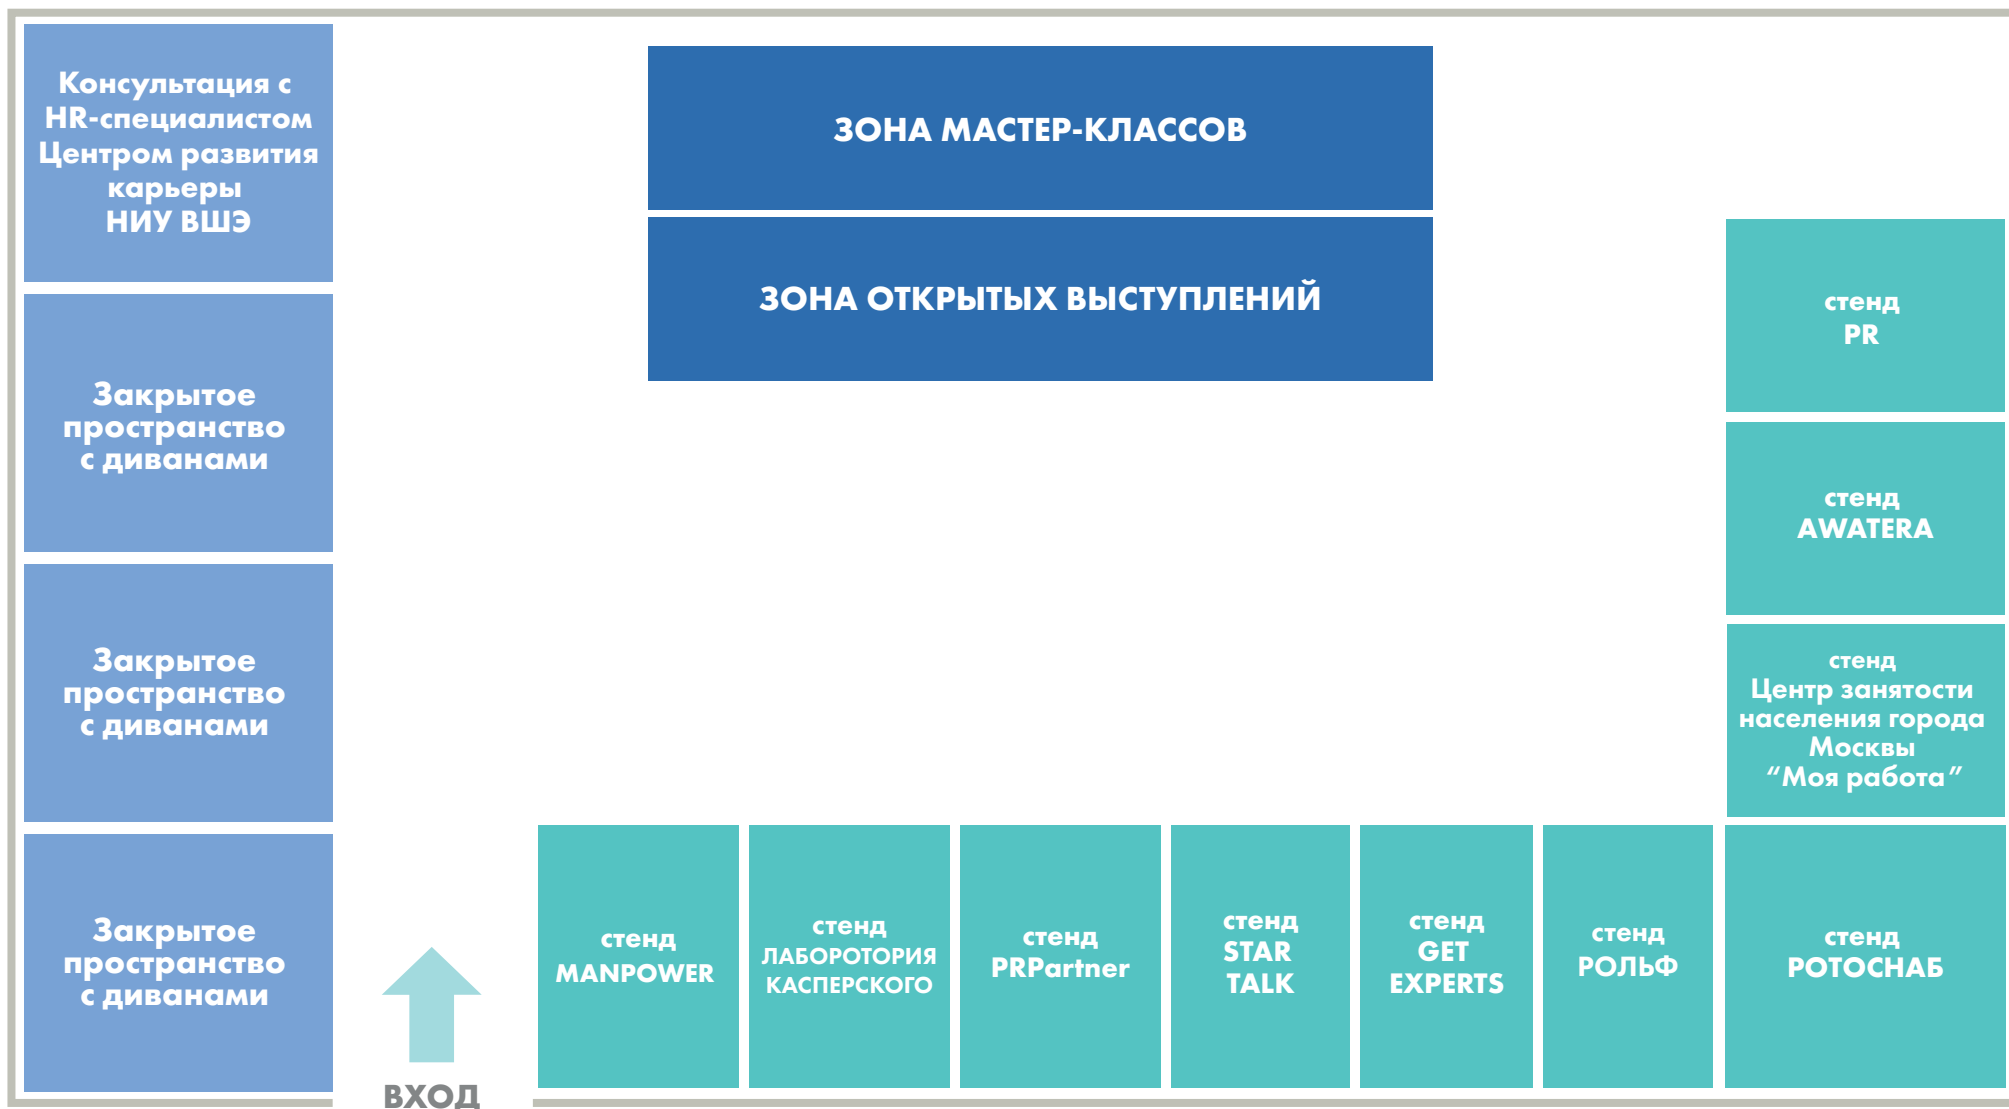 Консультация с
HR-специалистом
Центром развития
карьеры
НИУ ВШЭ
ЗОНА МАСТЕР-КЛАССОВ
ЗОНА ОТКРЫТЫХ ВЫСТУПЛЕНИЙ
стенд
PR
Закрытое
пространство
с диванами
стенд
AWATERA
Закрытое
пространство
с диванами
стенд
Центр занятости
населения города
Москвы
“Моя работа”
Закрытое
пространство
с диванами
ВХОД
стенд
MANPOWER
стенд
ЛАБОРОТОРИЯ
КАСПЕРСКОГО
стенд
PRPartner
стенд
STAR
TALK
стенд
GET
EXPERTS
стенд
РОЛЬФ
стенд
РОТОСНАБ